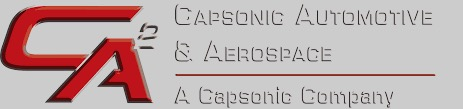 CA²
Capsonic Automotive
& Aerospace
A Capsonic Company